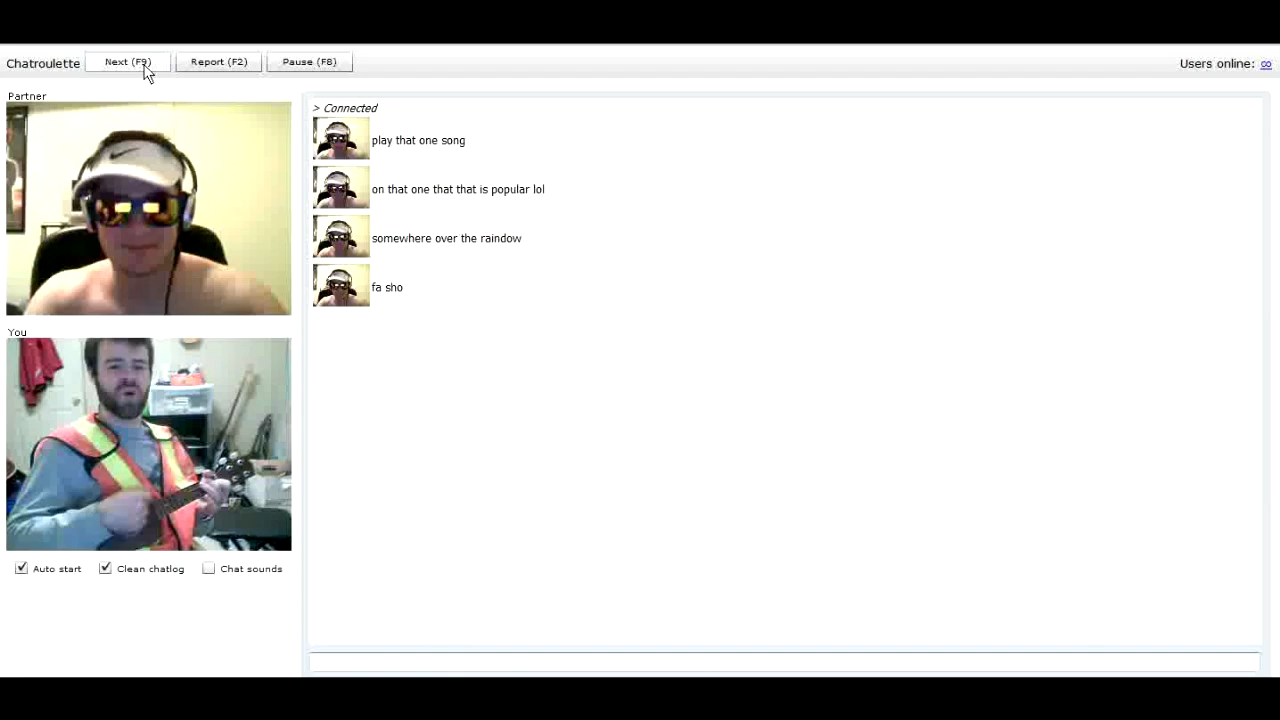 Chatroulette
Next (F9)
Report (F2)
Pause (F8)
Users online: ∞
Partner
> Connected
play that one song
on that one that that is popular lol
somewhere over the raindow
fa sho
You
Auto start
Clean chatlog
Chat sounds